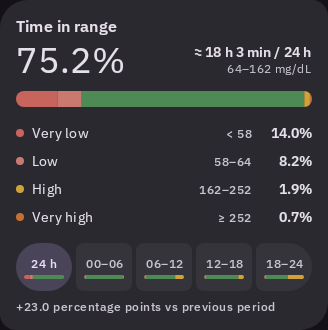 Time in range
75.2%
≈ 18 h 3 min / 24 h
64–162 mg/dL
Very low < 58 14.0%
Low 58–64 8.2%
High 162–252 1.9%
Very high ≥ 252 0.7%
24 h 00–06 06–12 12–18 18–24
+23.0 percentage points vs previous period